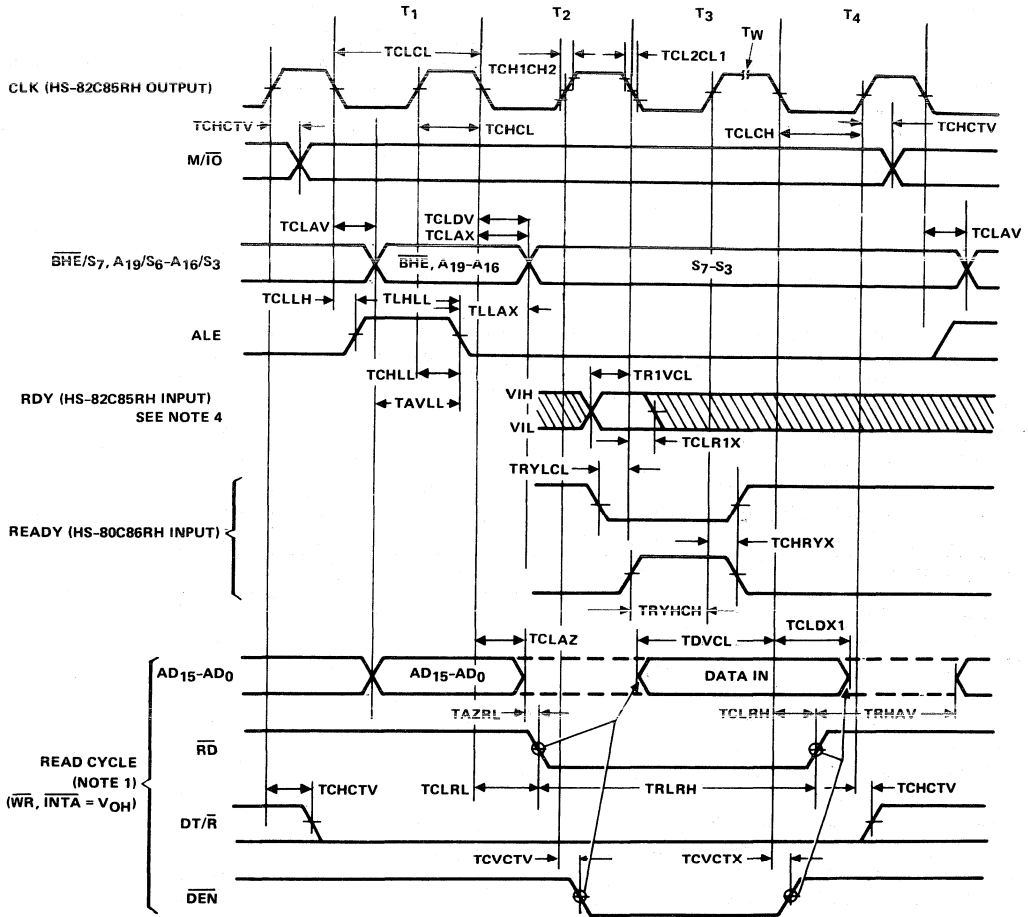 T1 T2 T3 T4
TW
TCLCL
TCH1CH2
TCL2CL1
CLK (HS-82C85RH OUTPUT)
TCHCTV
TCHCL
TCLCH
TCHCTV
M/IO
TCLAV
TCLDV
TCLAX
TCLAV
BHE/S7, A19/S6-A16/S3
BHE, A19-A16
S7-S3
TCLLH
TLHLL
TLLAX
ALE
TCHLL
TR1VCL
TAVLL
RDY (HS-82C85RH INPUT)
SEE NOTE 4
VIH
VIL
TCLR1X
TRYLCL
READY (HS-80C86RH INPUT)
TCHRYX
TRYHCH
TCLAZ
TDVCL
TCLDX1
AD15-AD0
AD15-AD0
DATA IN
TAZRL
TCLRH
TRHAV
RD
READ CYCLE
(NOTE 1)
(WR, INTA = VOH)
TCHCTV
TCLRL
TRLRH
TCHCTV
DT/R
TCVCTV
TCVCTX
DEN